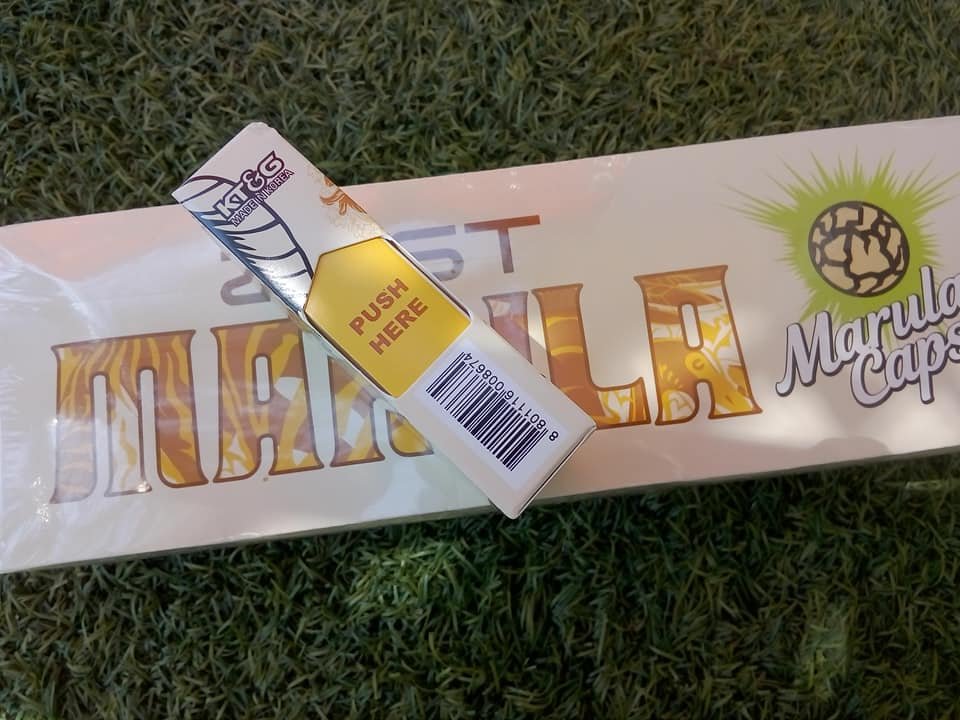 KT&G
MADE IN KOREA
PUSH
HERE
8 801116 008674
MARULA
Marula
Caps